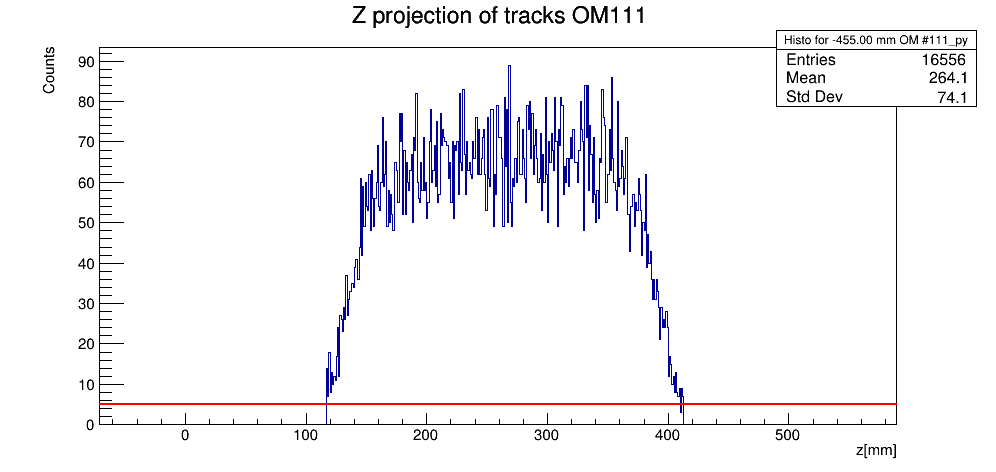 Z projection of tracks OM111
Histo for -455.00 mm OM #111_py
Entries 16556
Mean 264.1
Std Dev 74.1
Counts
90
80
70
60
50
40
30
20
10
0
0 100 200 300 400 500
z[mm]